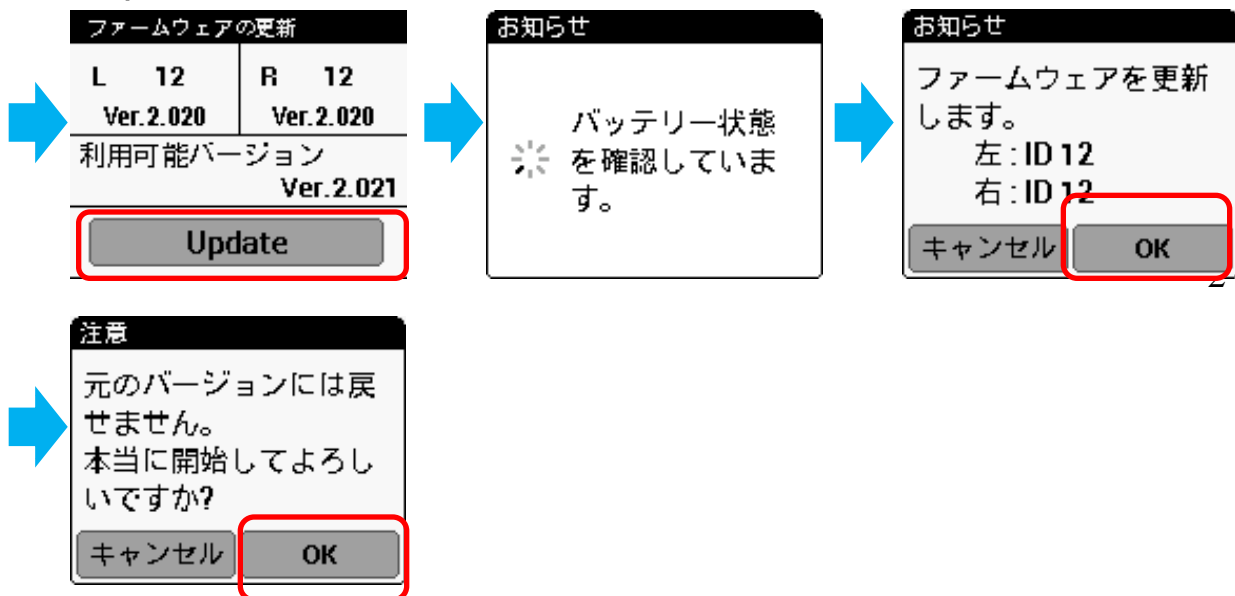 ファームウェアの更新
L 12 R 12
Ver.2.020 Ver.2.020
利用可能バージョン
Ver.2.021
Update
お知らせ
バッテリー状態
を確認していま
す。
お知らせ
ファームウェアを更新
します。
左:ID 12
右:ID 12
キャンセル OK
2
注意
元のバージョンには戻
せません。
本当に開始してよろし
いですか?
キャンセル OK